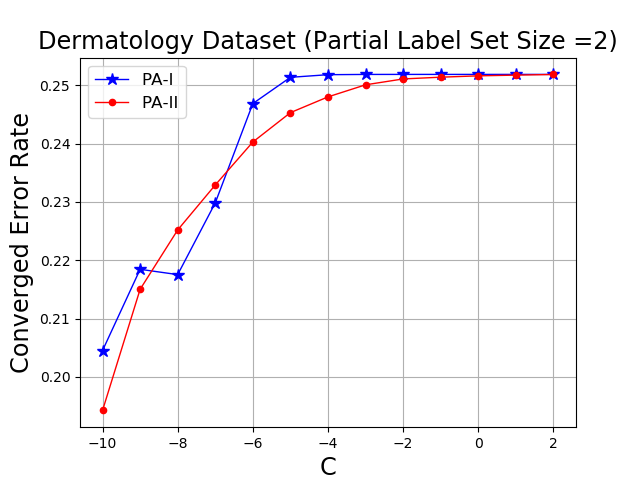 Dermatology Dataset (Partial Label Set Size =2)
PA-I
PA-II
Converged Error Rate
0.25
0.24
0.23
0.22
0.21
0.20
−10 −8 −6 −4 −2 0 2
C